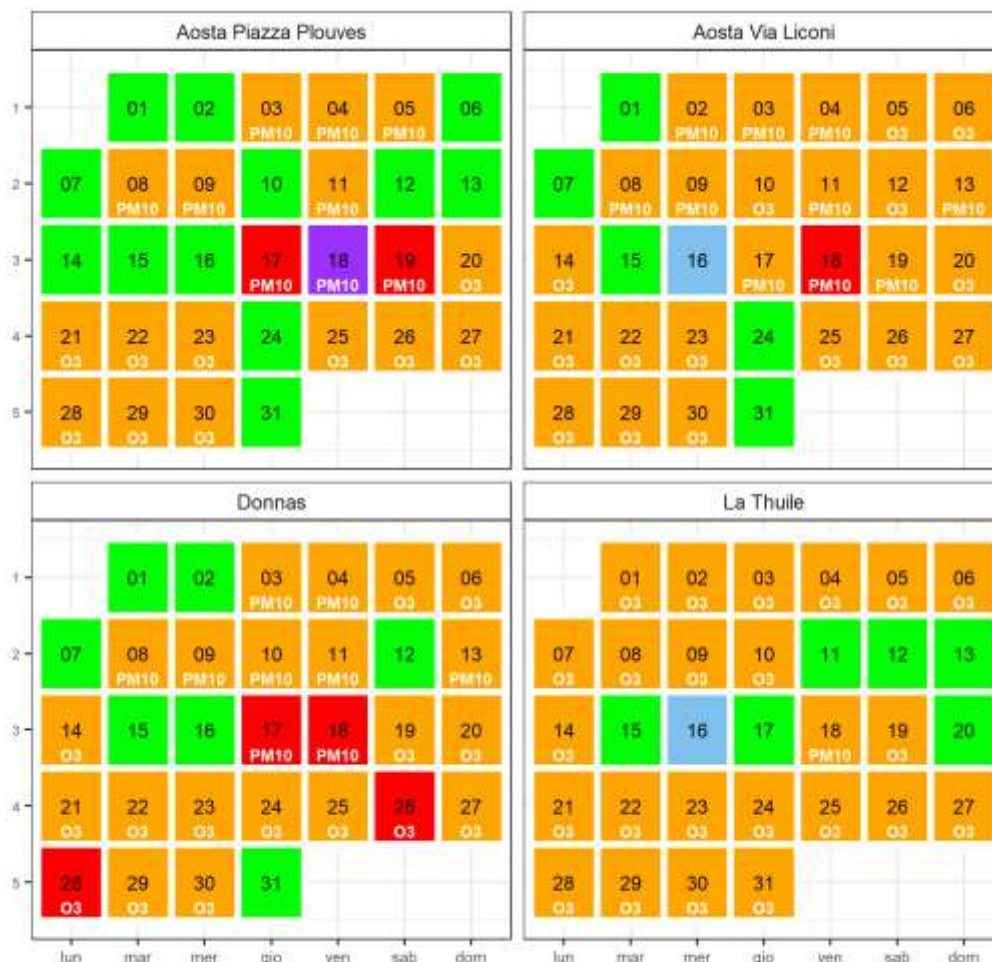 Aosta Piazza Plouves
Aosta Via Liconi
1
01 02 03 04 05 06
PM10 PM10 PM10
01 02 03 04 05 06
PM10 PM10 PM10 O3 O3
2
07 08 09 10 11 12 13
PM10 PM10 PM10
07 08 09 10 11 12 13
PM10 PM10 O3 PM10 O3 PM10
3
14 15 16 17 18 19 20
PM10 PM10 PM10 O3
14 15 16 17 18 19 20
O3 PM10 PM10 PM10 O3
4
21 22 23 24 25 26 27
O3 O3 O3 O3 O3 O3
21 22 23 24 25 26 27
O3 O3 O3 O3 O3 O3
5
28 29 30 31
O3 O3 O3
28 29 30 31
O3 O3 O3
Donnas
La Thuile
1
01 02 03 04 05 06
PM10 PM10 O3 O3
01 02 03 04 05 06
O3 O3 O3 O3 O3 O3
2
07 08 09 10 11 12 13
PM10 PM10 PM10 PM10 PM10
07 08 09 10 11 12 13
O3 O3 O3 O3
3
14 15 16 17 18 19 20
O3 PM10 PM10 O3 O3
14 15 16 17 18 19 20
O3 PM10 O3
4
21 22 23 24 25 26 27
O3 O3 O3 O3 O3 O3 O3
21 22 23 24 25 26 27
O3 O3 O3 O3 O3 O3 O3
5
28 29 30 31
O3 O3 O3
28 29 30 31
O3 O3 O3 O3
lun mar mer gio ven sab dom
lun mar mer gio ven sab dom